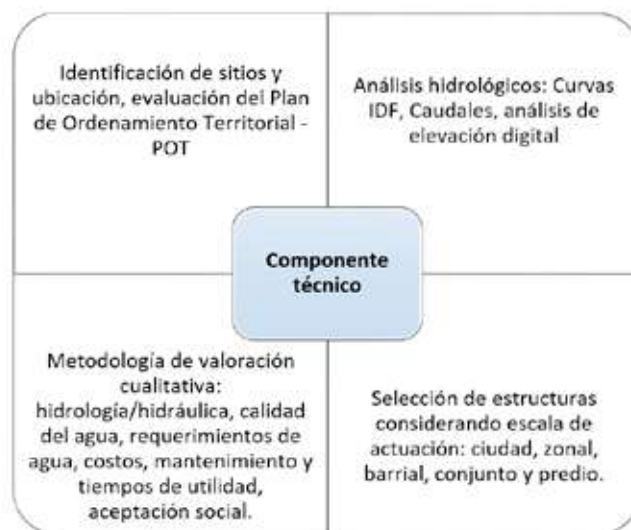 Identificación de sitios y
ubicación, evaluación del Plan
de Ordenamiento Territorial -
POT
Análisis hidrológicos: Curvas
IDF, Caudales, análisis de
elevación digital
Componente
técnico
Metodología de valoración
cualitativa:
hidrología/hidráulica, calidad
del agua, requerimientos de
agua, costos, mantenimiento y
tiempos de utilidad,
aceptación social.
Selección de estructuras
considerando escala de
actuación: ciudad, zonal,
barrial, conjunto y predio.